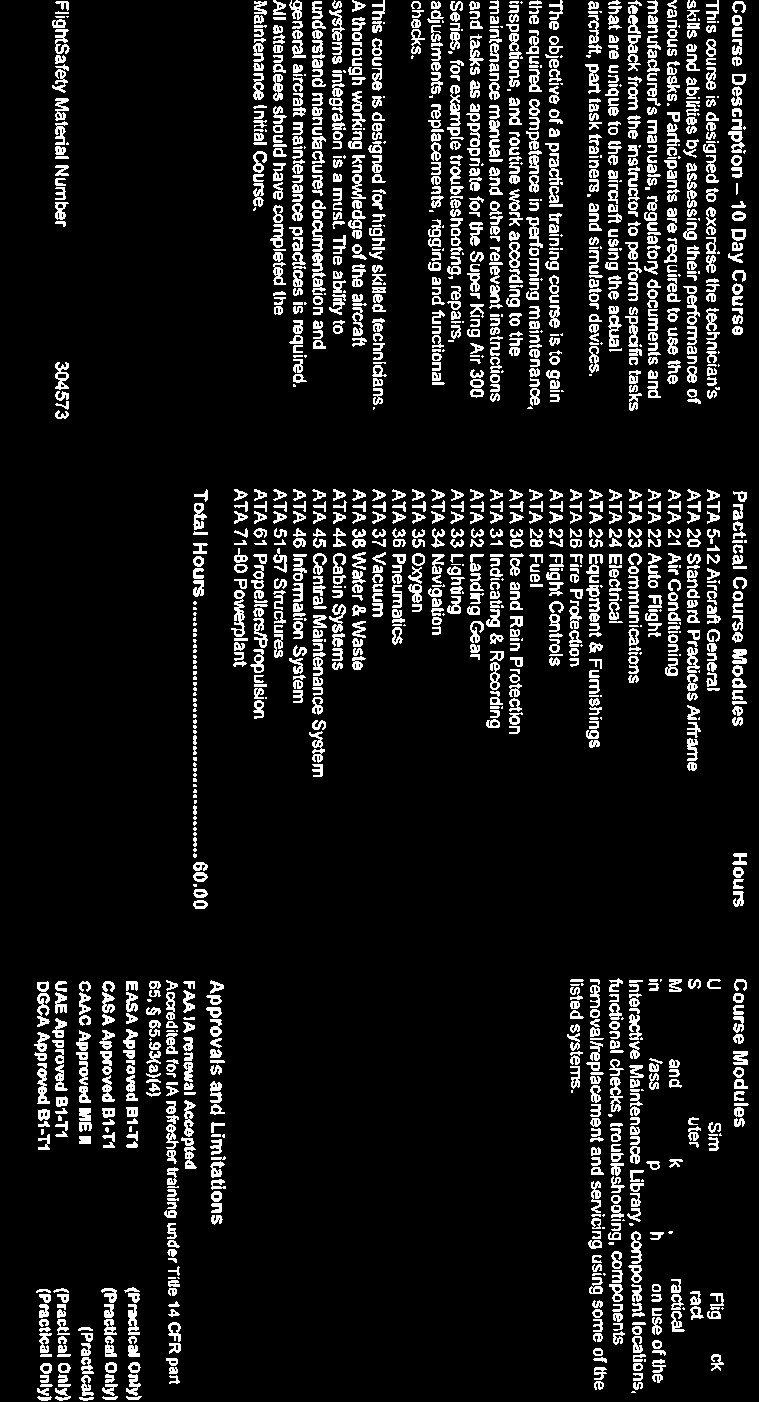 Course Description – 10 Day Course
This course is designed to exercise the technician's
skills and abilities by assessing their performance of
various tasks. Participants are required to use the
manufacturer's manuals, regulatory documents and
feedback from the instructor to perform specific tasks
that are unique to the aircraft using the actual
aircraft, part task trainers, and simulator devices.
The objective of a practical training course is to gain
the required competence in performing maintenance,
inspections, and routine work according to the
maintenance manual and other relevant instructions
and tasks as appropriate for the Super King Air 300
Series, for example troubleshooting, repairs,
adjustments, replacements, rigging and functional
checks.
This course is designed for highly skilled technicians.
A thorough working knowledge of the aircraft
systems integration is a must. The ability to
understand manufacturer documentation and
general aircraft maintenance practices is required.
All attendees should have completed the
Maintenance Initial Course.
FlightSafety Material Number 304573
Practical Course Modules Hours
ATA 5-12 Aircraft General
ATA 20 Standard Practices Airframe
ATA 21 Air Conditioning
ATA 22 Auto Flight
ATA 23 Communications
ATA 24 Electrical
ATA 25 Equipment & Furnishings
ATA 26 Fire Protection
ATA 27 Flight Controls
ATA 28 Fuel
ATA 30 Ice and Rain Protection
ATA 31 Indicating & Recording
ATA 32 Landing Gear
ATA 33 Lighting
ATA 34 Navigation
ATA 35 Oxygen
ATA 36 Pneumatics
ATA 37 Vacuum
ATA 38 Water & Waste
ATA 44 Cabin Systems
ATA 45 Central Maintenance System
ATA 46 Information System
ATA 51-57 Structures
ATA 61 Propellers/Propulsion
ATA 71-80 Powerplant
Total Hours ........................................ 60.00
Course Modules
and
on use of the
Interactive Maintenance Library, component locations,
functional checks, troubleshooting, components
removal/replacement and servicing using some of the
listed systems.
Approvals and Limitations
FAA IA renewal Accepted
Accredited for IA refresher training under Title 14 CFR part
65, § 65.93(a)(4)
EASA Approved B1-T1 (Practical Only)
CASA Approved B1-T1 (Practical Only)
CAAC Approved ME II (Practical)
UAE Approved B1-T1 (Practical Only)
DGCA Approved B1-T1 (Practical Only)